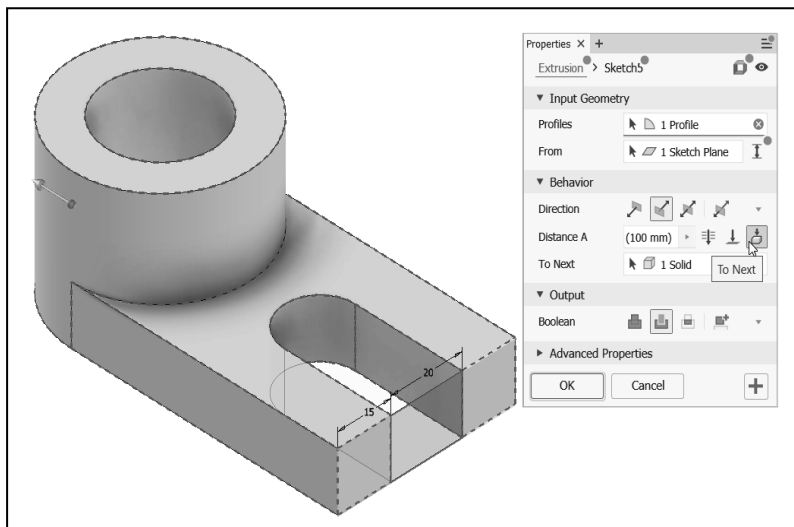 Properties × +
Extrusion > Sketch5
Input Geometry
Profiles 1 Profile
From 1 Sketch Plane
Behavior
Direction
Distance A (100 mm)
To Next 1 Solid
To Next
Output
Boolean
Advanced Properties
OK Cancel +
20
15